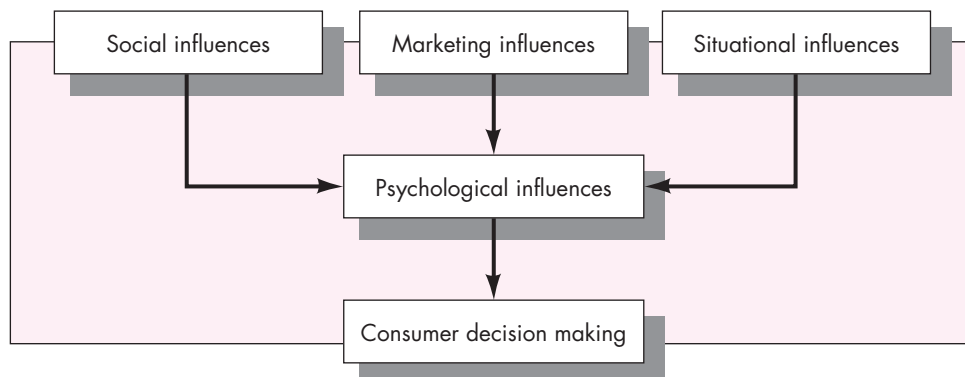 Social influences
Marketing influences
Situational influences
Psychological influences
Consumer decision making